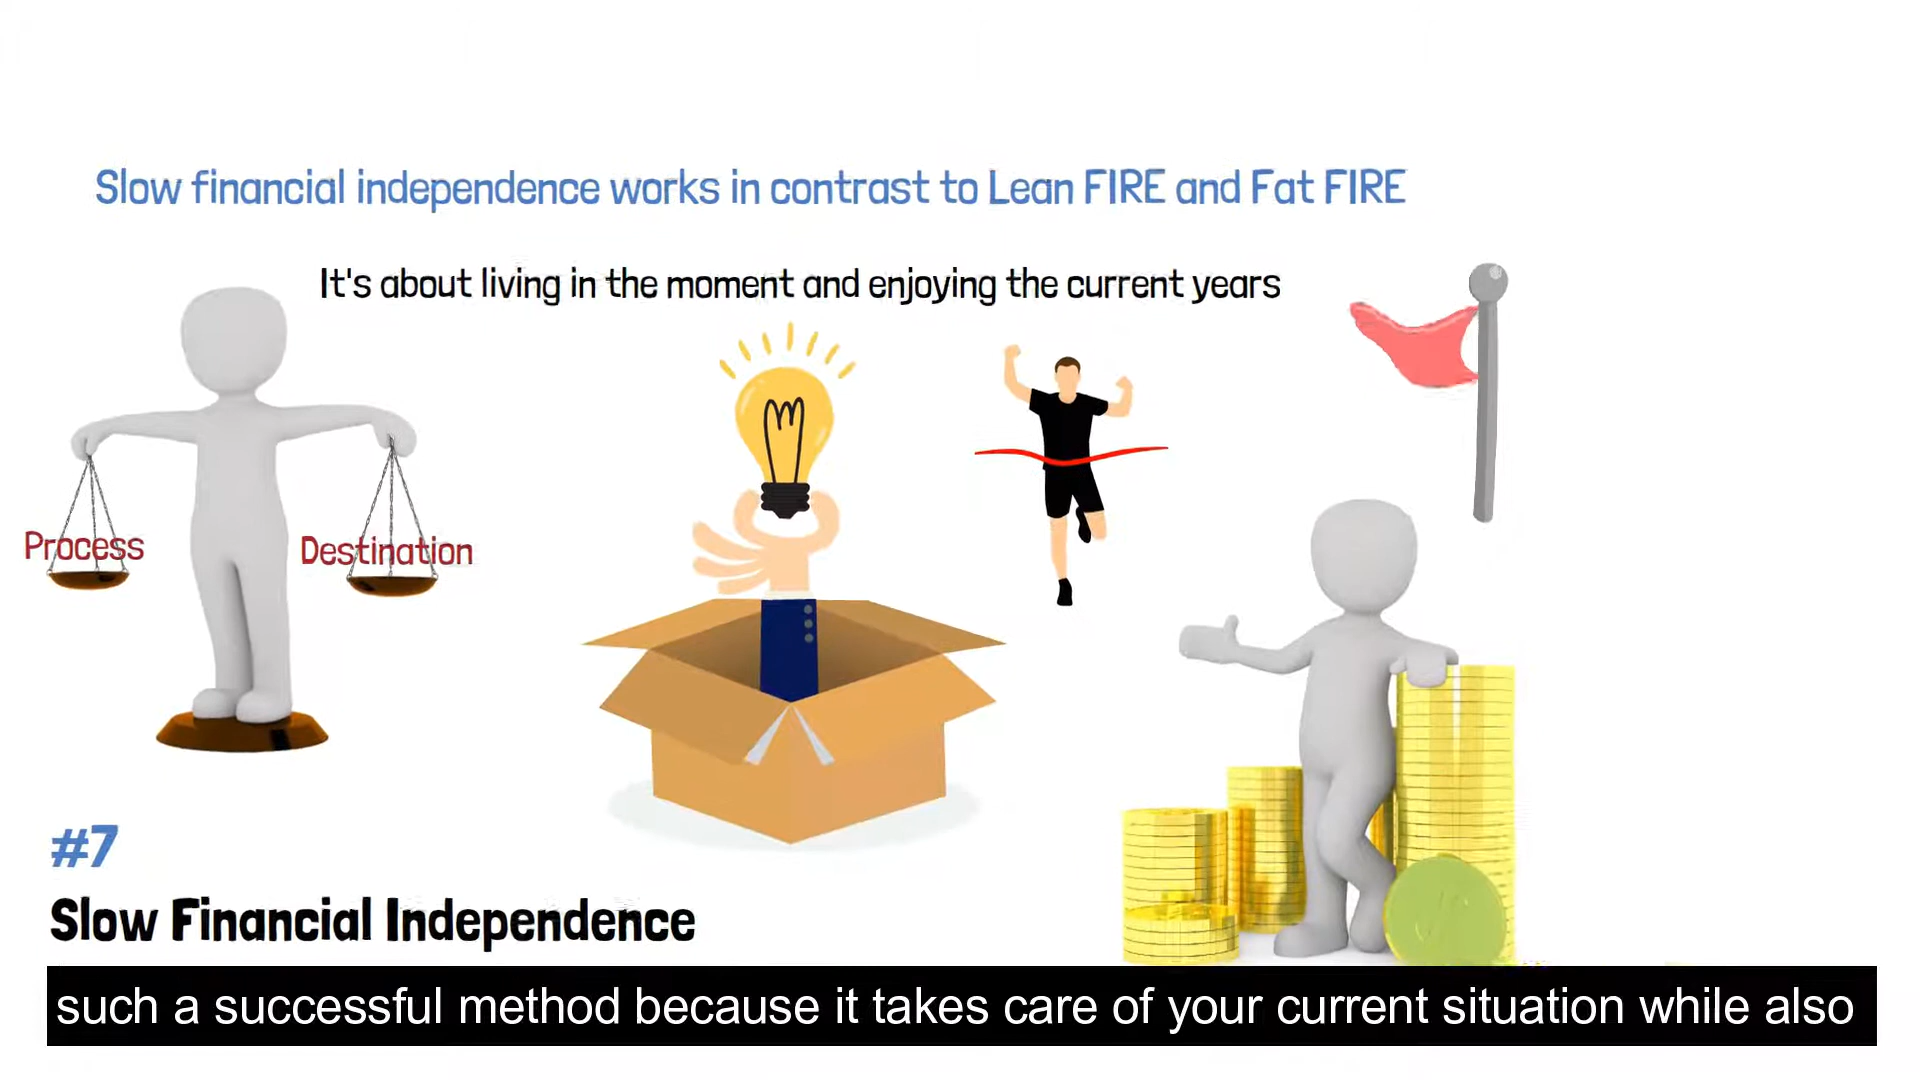 Slow financial independence works in contrast to Lean FIRE and Fat FIRE
It's about living in the moment and enjoying the current years
Process
Destination
#7
Slow Financial Independence
such a successful method because it takes care of your current situation while also